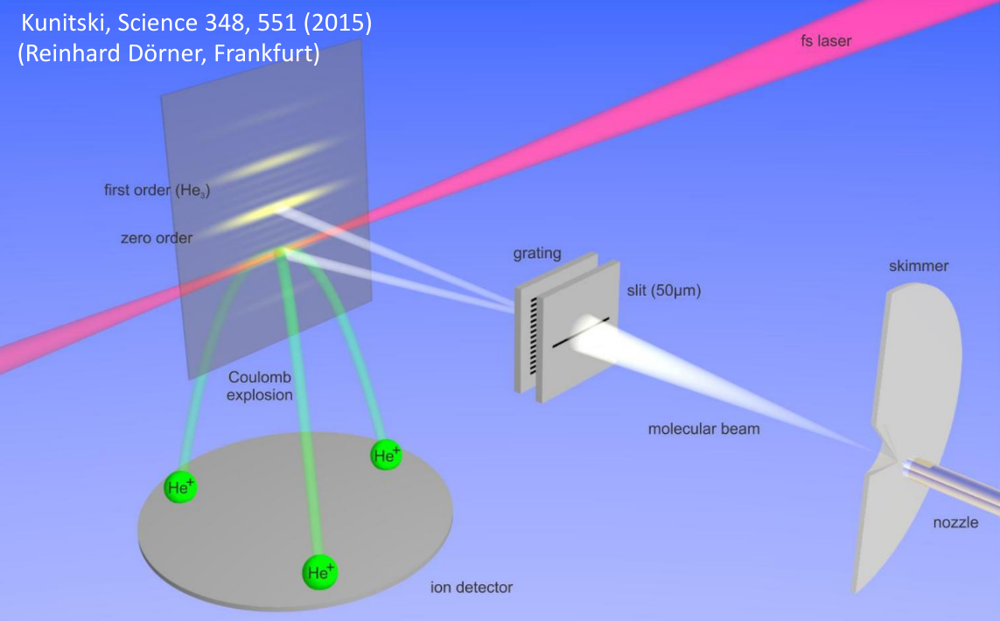 Kunitski, Science 348, 551 (2015)
(Reinhard Dörner, Frankfurt)
fs laser
first order (He₃)
zero order
grating
slit (50µm)
skimmer
Coulomb
explosion
molecular beam
He⁺
He⁺
He⁺
nozzle
ion detector